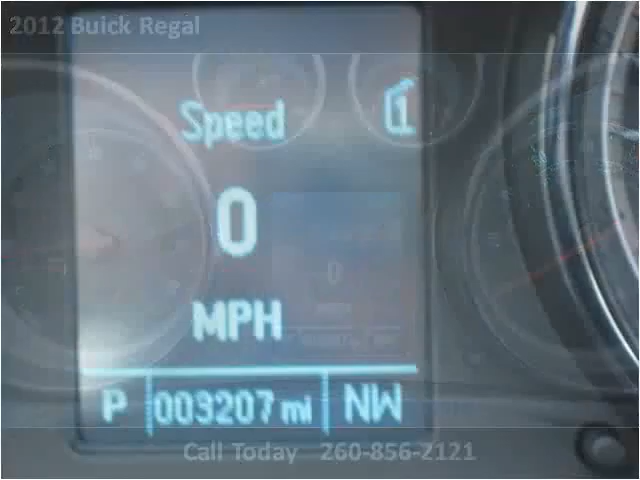 2012 Buick Regal
Speed
0
MPH
P 003207 mi NW
Call Today 260-856-2121